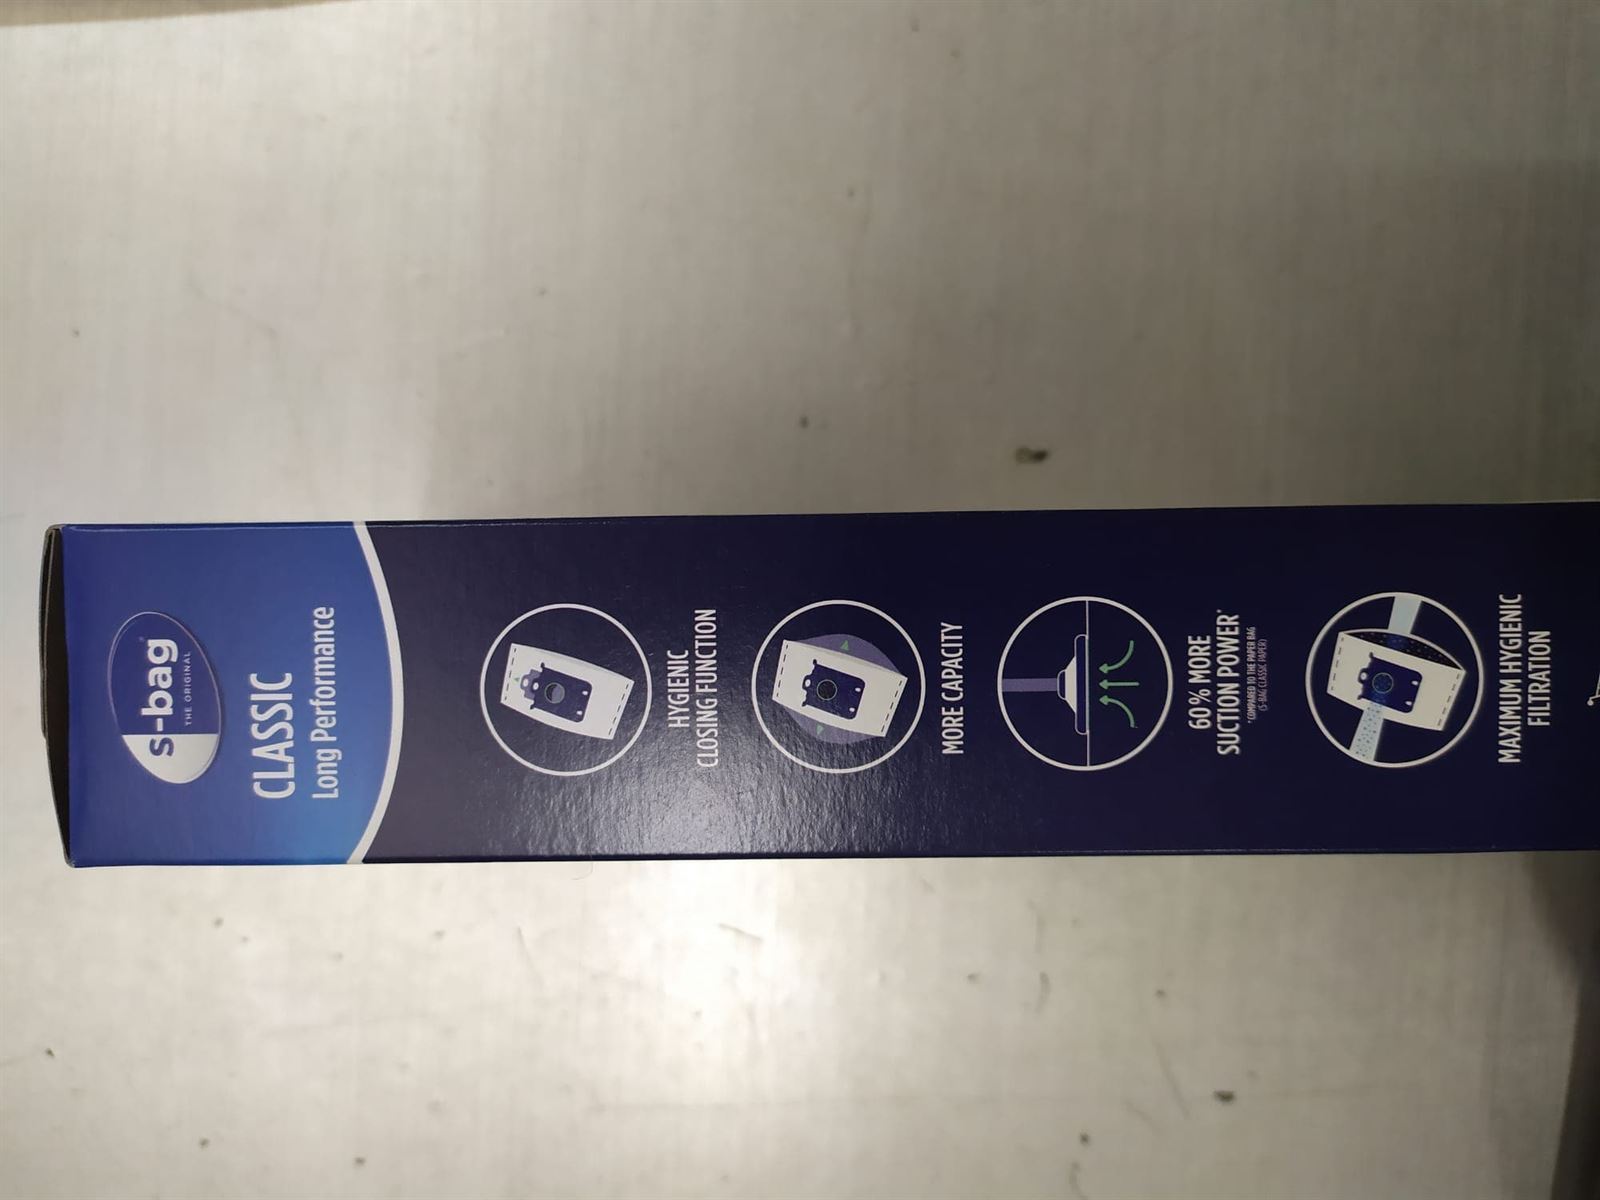 s-bag®
THE ORIGINAL
CLASSIC
Long Performance
HYGIENIC
CLOSING FUNCTION
MORE CAPACITY
60% MORE
SUCTION POWER*
*COMPARED TO THE PAPER BAG
(S-BAG CLASSIC PAPER)
MAXIMUM HYGIENIC
FILTRATION